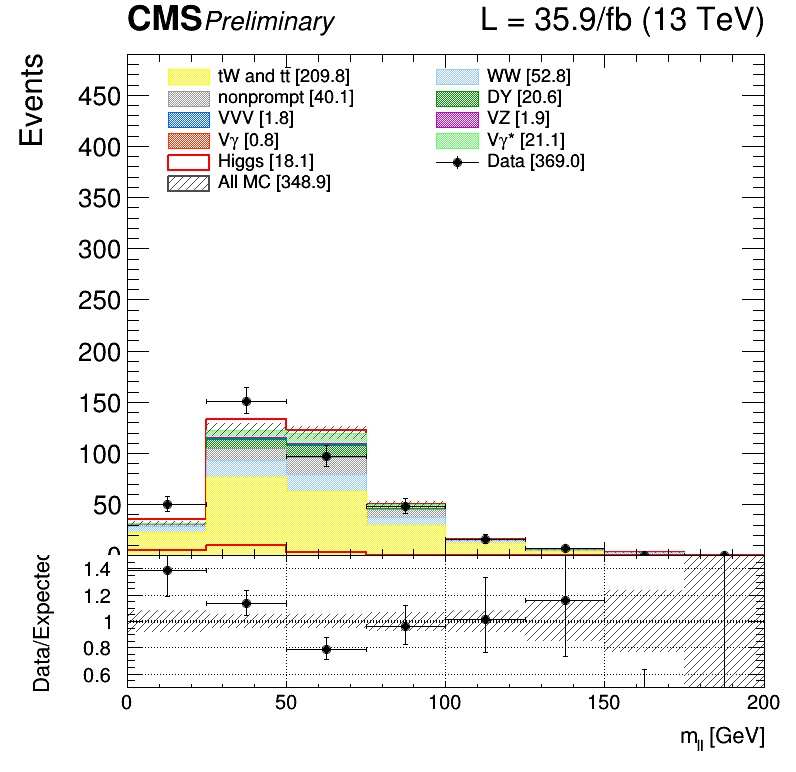 CMS Preliminary L = 35.9/fb (13 TeV)
Events
tW and tt̄ [209.8]
nonprompt [40.1]
VVV [1.8]
Vγ [0.8]
Higgs [18.1]
All MC [348.9]
WW [52.8]
DY [20.6]
VZ [1.9]
Vγ* [21.1]
Data [369.0]
450
400
350
300
250
200
150
100
50
0
Data/Expected
1.4
1.2
1
0.8
0.6
0 50 100 150 200
m_ll [GeV]